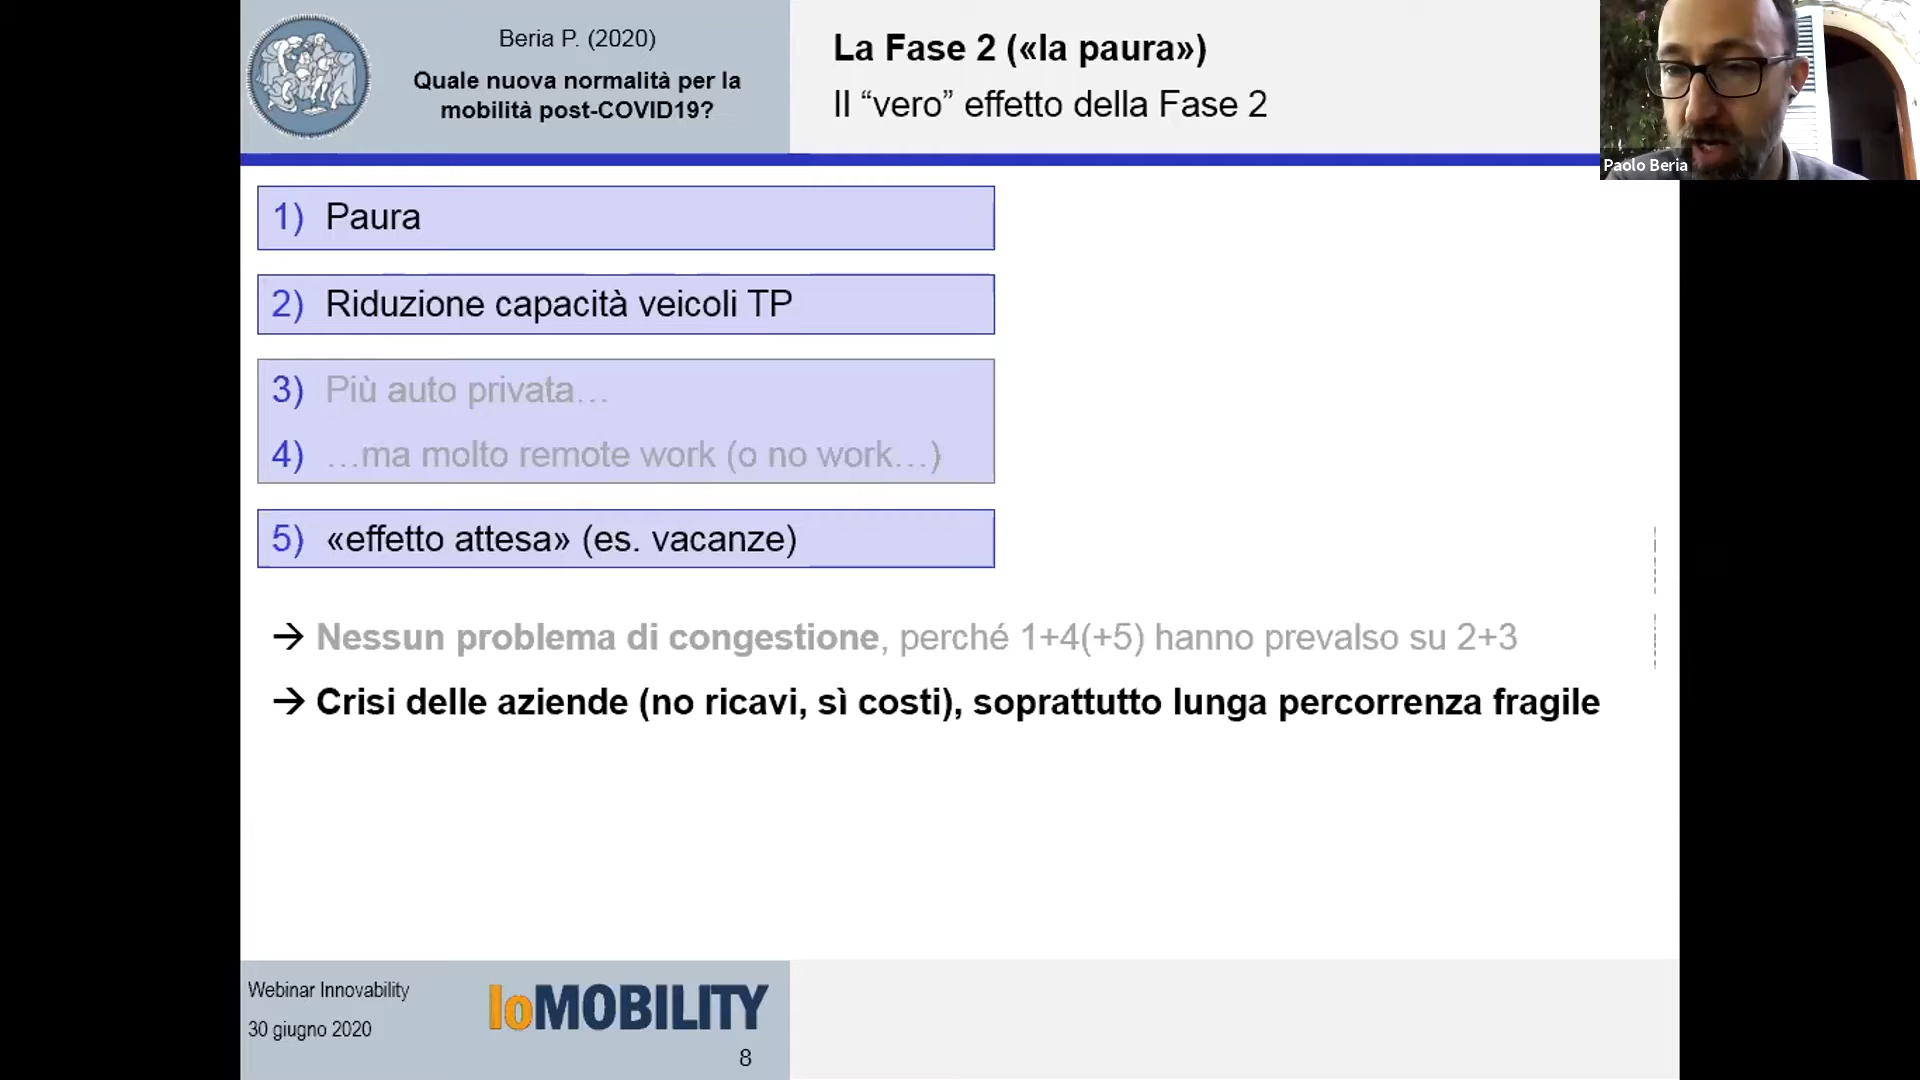 Beria P. (2020)
Quale nuova normalità per la
mobilità post-COVID19?
La Fase 2 («la paura»)
Il “vero” effetto della Fase 2
Paolo Beria
1) Paura
2) Riduzione capacità veicoli TP
3) Più auto privata…
4) …ma molto remote work (o no work…)
5) «effetto attesa» (es. vacanze)
→ Nessun problema di congestione, perché 1+4(+5) hanno prevalso su 2+3
→ Crisi delle aziende (no ricavi, sì costi), soprattutto lunga percorrenza fragile
Webinar Innovability
30 giugno 2020
IoMOBILITY
8